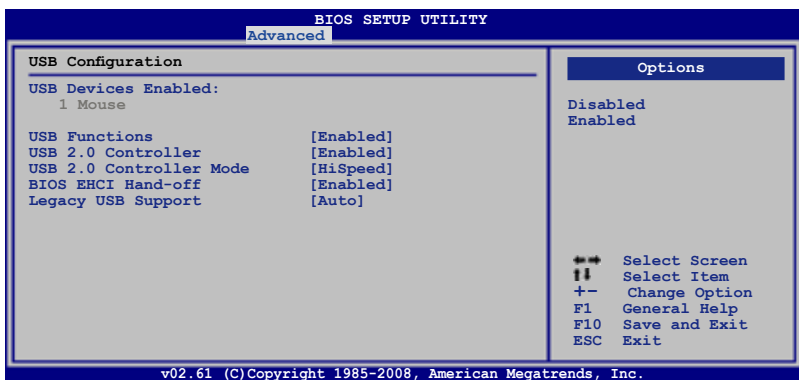 BIOS SETUP UTILITY
Advanced
USB Configuration
USB Devices Enabled:
1 Mouse
USB Functions [Enabled]
USB 2.0 Controller [Enabled]
USB 2.0 Controller Mode [HiSpeed]
BIOS EHCI Hand-off [Enabled]
Legacy USB Support [Auto]
Options
Disabled
Enabled
←→ Select Screen
↑↓ Select Item
+- Change Option
F1 General Help
F10 Save and Exit
ESC Exit
v02.61 (C)Copyright 1985-2008, American Megatrends, Inc.